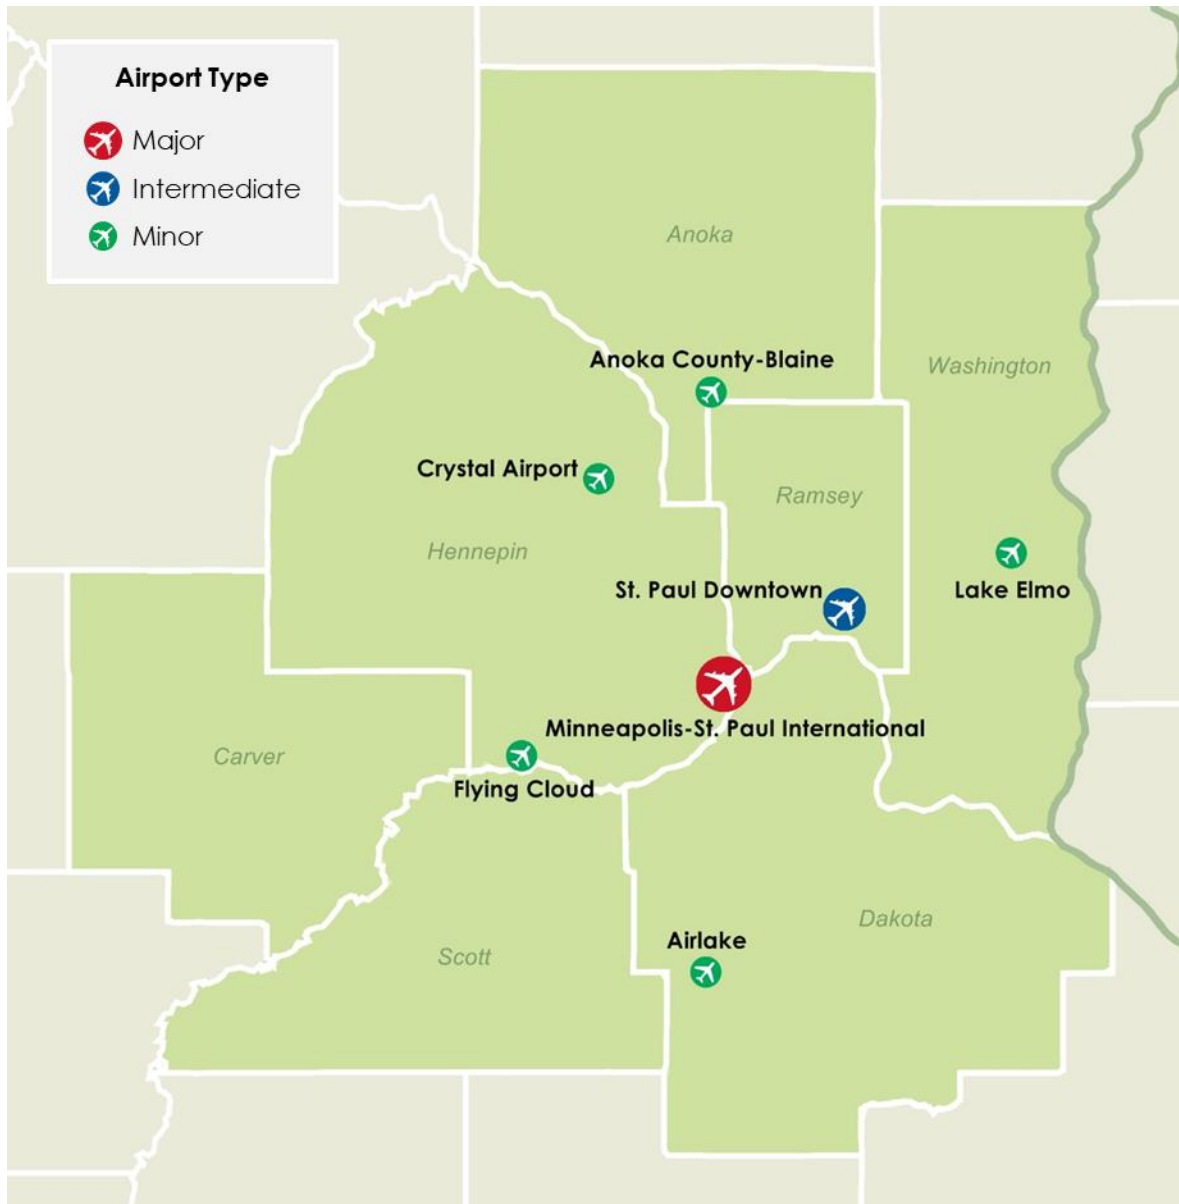 Airport Type
Major
Intermediate
Minor
Anoka
Anoka County-Blaine
Washington
Crystal Airport
Ramsey
Hennepin
St. Paul Downtown
Lake Elmo
Minneapolis-St. Paul International
Carver
Flying Cloud
Dakota
Airlake
Scott